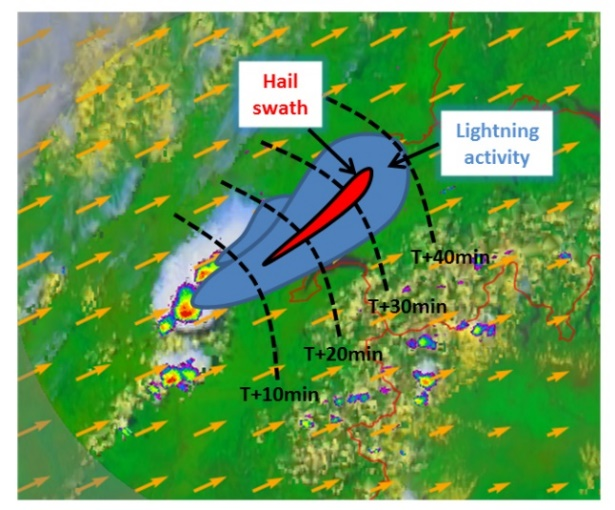 Hail
swath
Lightning
activity
T+40min
T+30min
T+20min
T+10min